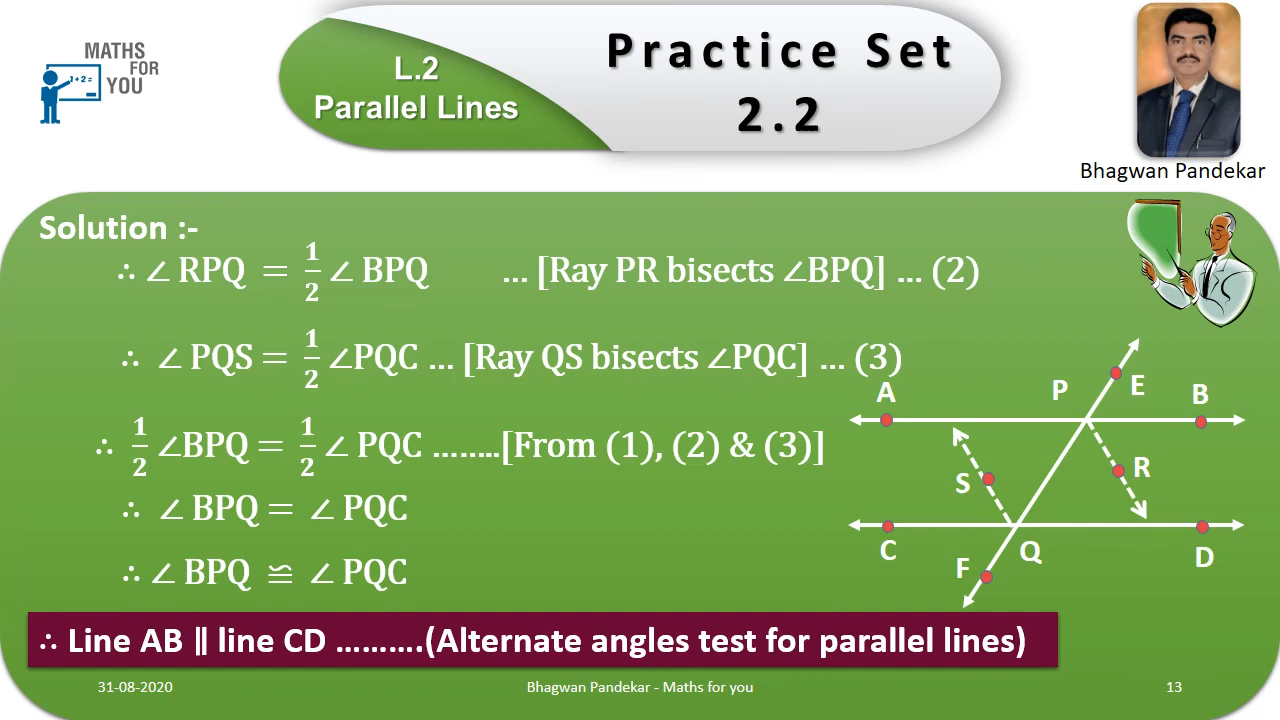 MATHS
FOR
YOU
1+2=
L.2
Parallel Lines
Practice Set
2.2
Bhagwan Pandekar
Solution :-
∴ ∠ RPQ = 1/2 ∠ BPQ ... [Ray PR bisects ∠BPQ] ... (2)
∴ ∠ PQS = 1/2 ∠PQC ... [Ray QS bisects ∠PQC] ... (3)
∴ 1/2 ∠BPQ = 1/2 ∠ PQC ........[From (1), (2) & (3)]
∴ ∠ BPQ = ∠ PQC
∴ ∠ BPQ ≌ ∠ PQC
A P E B
S R
C Q D
F
∴ Line AB ∥ line CD ……….(Alternate angles test for parallel lines)
31-08-2020 Bhagwan Pandekar - Maths for you 13